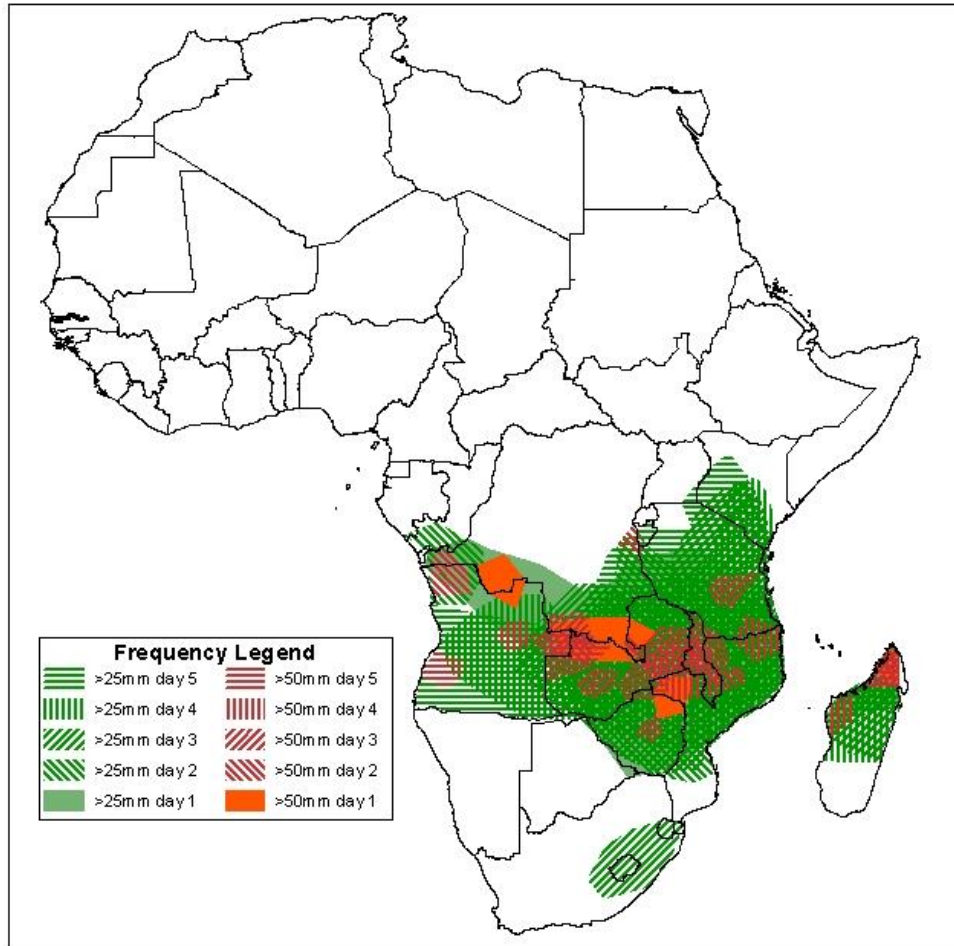 Frequency Legend
>25mm day 5 >50mm day 5
>25mm day 4 >50mm day 4
>25mm day 3 >50mm day 3
>25mm day 2 >50mm day 2
>25mm day 1 >50mm day 1